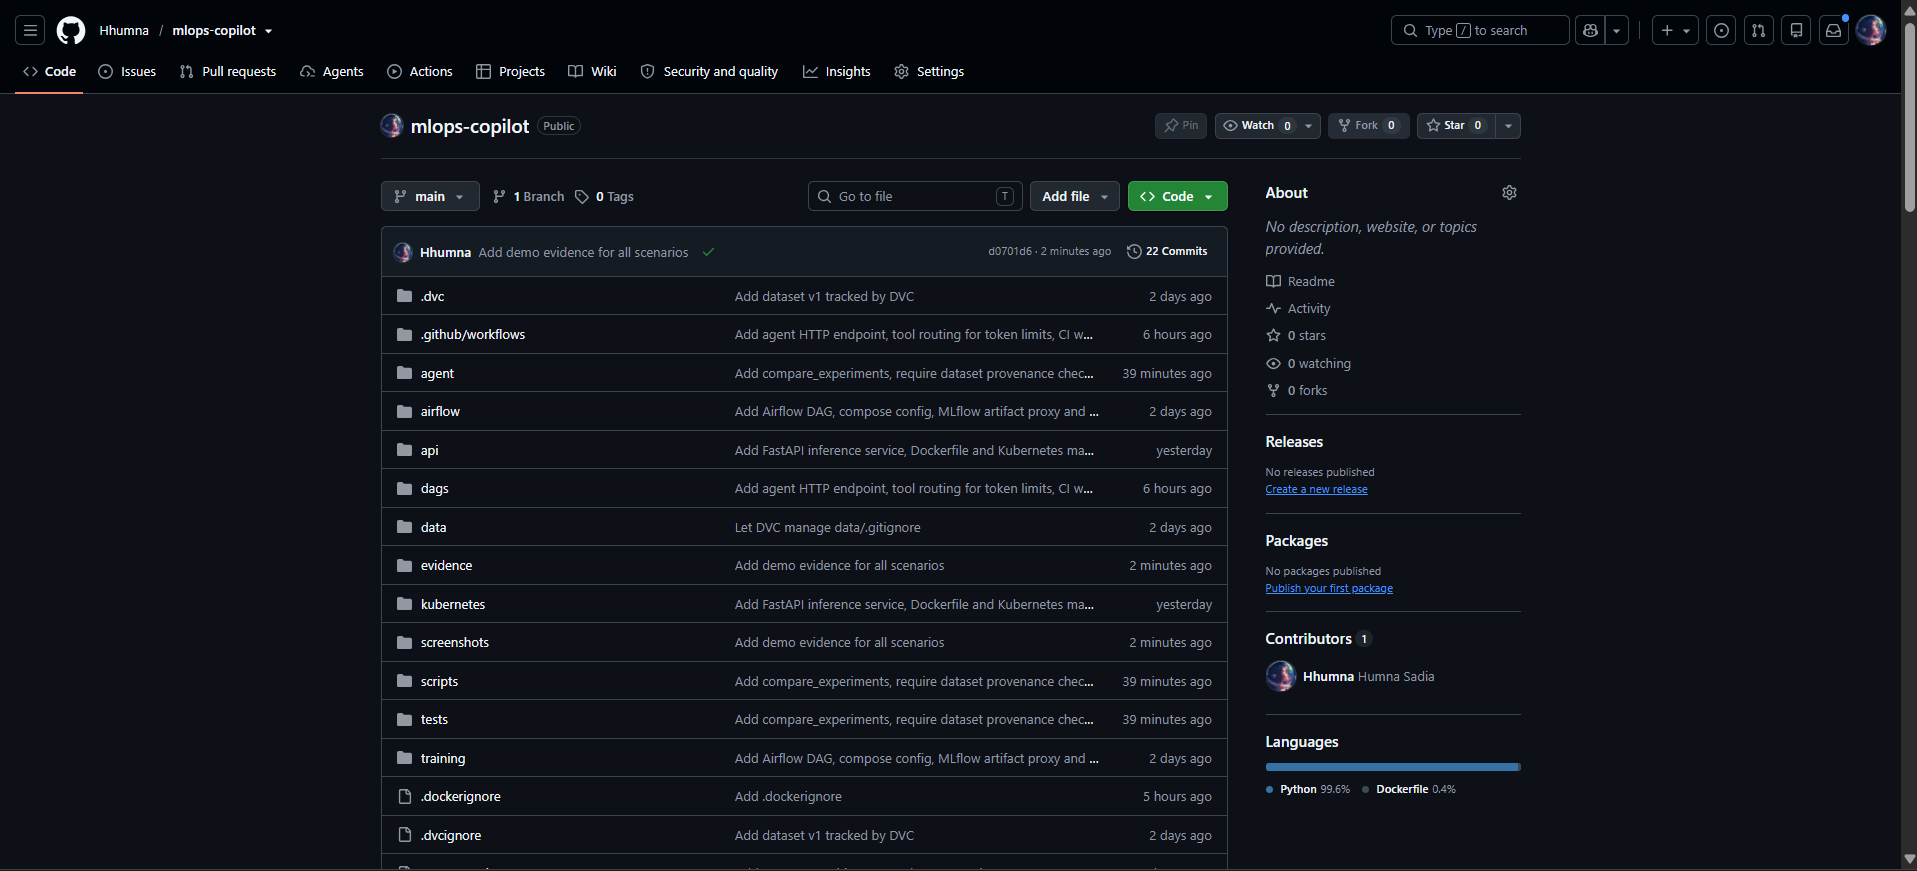 Hhumna / mlops-copilot
Type / to search
Code Issues Pull requests Agents Actions Projects Wiki Security and quality Insights Settings
mlops-copilot Public
Pin Watch 0 Fork 0 Star 0
main 1 Branch 0 Tags Go to file T Add file Code
Hhumna Add demo evidence for all scenarios d0701d6 · 2 minutes ago 22 Commits
.dvc Add dataset v1 tracked by DVC 2 days ago
.github/workflows Add agent HTTP endpoint, tool routing for token limits, CI w... 6 hours ago
agent Add compare_experiments, require dataset provenance chec... 39 minutes ago
airflow Add Airflow DAG, compose config, MLflow artifact proxy and ... 2 days ago
api Add FastAPI inference service, Dockerfile and Kubernetes ma... yesterday
dags Add agent HTTP endpoint, tool routing for token limits, CI w... 6 hours ago
data Let DVC manage data/.gitignore 2 days ago
evidence Add demo evidence for all scenarios 2 minutes ago
kubernetes Add FastAPI inference service, Dockerfile and Kubernetes ma... yesterday
screenshots Add demo evidence for all scenarios 2 minutes ago
scripts Add compare_experiments, require dataset provenance chec... 39 minutes ago
tests Add compare_experiments, require dataset provenance chec... 39 minutes ago
training Add Airflow DAG, compose config, MLflow artifact proxy and ... 2 days ago
.dockerignore Add .dockerignore 5 hours ago
.dvcignore Add dataset v1 tracked by DVC 2 days ago
About
No description, website, or topics
provided.
Readme
Activity
0 stars
0 watching
0 forks
Releases
No releases published
Create a new release
Packages
No packages published
Publish your first package
Contributors 1
Hhumna Humna Sadia
Languages
Python 99.6% Dockerfile 0.4%